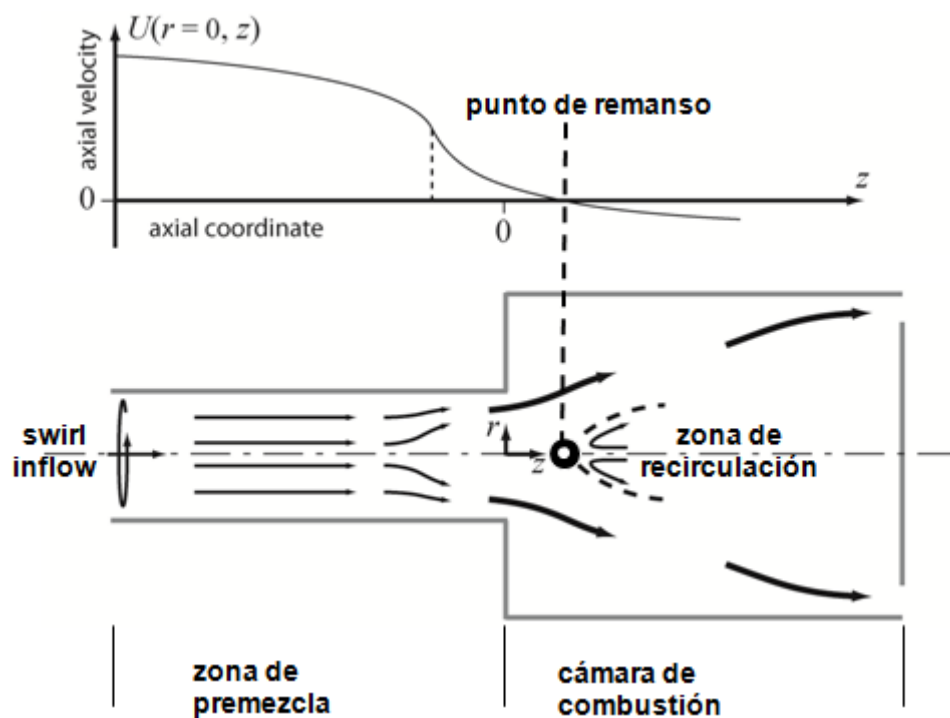 U(r = 0, z)
axial velocity
punto de remanso
z
0
axial coordinate
0
swirl
inflow
r
z
zona de
recirculación
zona de
premezcla
cámara de
combustión